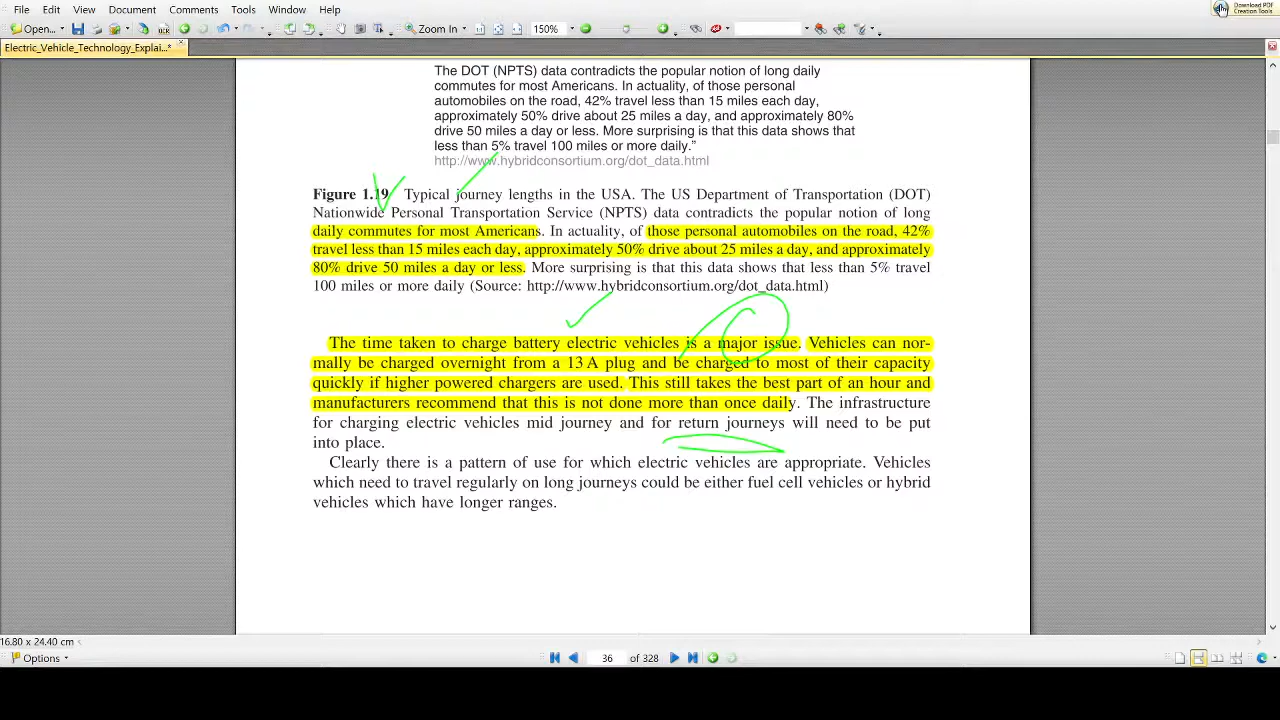 File Edit View Document Comments Tools Window Help
Download PDF
Creation Tools
Open... OCR Zoom In 150%
Electric_Vehicle_Technology_Explai...*
The DOT (NPTS) data contradicts the popular notion of long daily
commutes for most Americans. In actuality, of those personal
automobiles on the road, 42% travel less than 15 miles each day,
approximately 50% drive about 25 miles a day, and approximately 80%
drive 50 miles a day or less. More surprising is that this data shows that
less than 5% travel 100 miles or more daily.”
http://www.hybridconsortium.org/dot_data.html)
Figure 1.19 Typical journey lengths in the USA. The US Department of Transportation (DOT)
Nationwide Personal Transportation Service (NPTS) data contradicts the popular notion of long
daily commutes for most Americans. In actuality, of those personal automobiles on the road, 42%
travel less than 15 miles each day, approximately 50% drive about 25 miles a day, and approximately
80% drive 50 miles a day or less. More surprising is that this data shows that less than 5% travel
100 miles or more daily (Source: http://www.hybridconsortium.org/dot_data.html)
The time taken to charge battery electric vehicles is a major issue. Vehicles can nor-
mally be charged overnight from a 13 A plug and be charged to most of their capacity
quickly if higher powered chargers are used. This still takes the best part of an hour and
manufacturers recommend that this is not done more than once daily. The infrastructure
for charging electric vehicles mid journey and for return journeys will need to be put
into place.
Clearly there is a pattern of use for which electric vehicles are appropriate. Vehicles
which need to travel regularly on long journeys could be either fuel cell vehicles or hybrid
vehicles which have longer ranges.
16.80 x 24.40 cm
Options 36 of 328